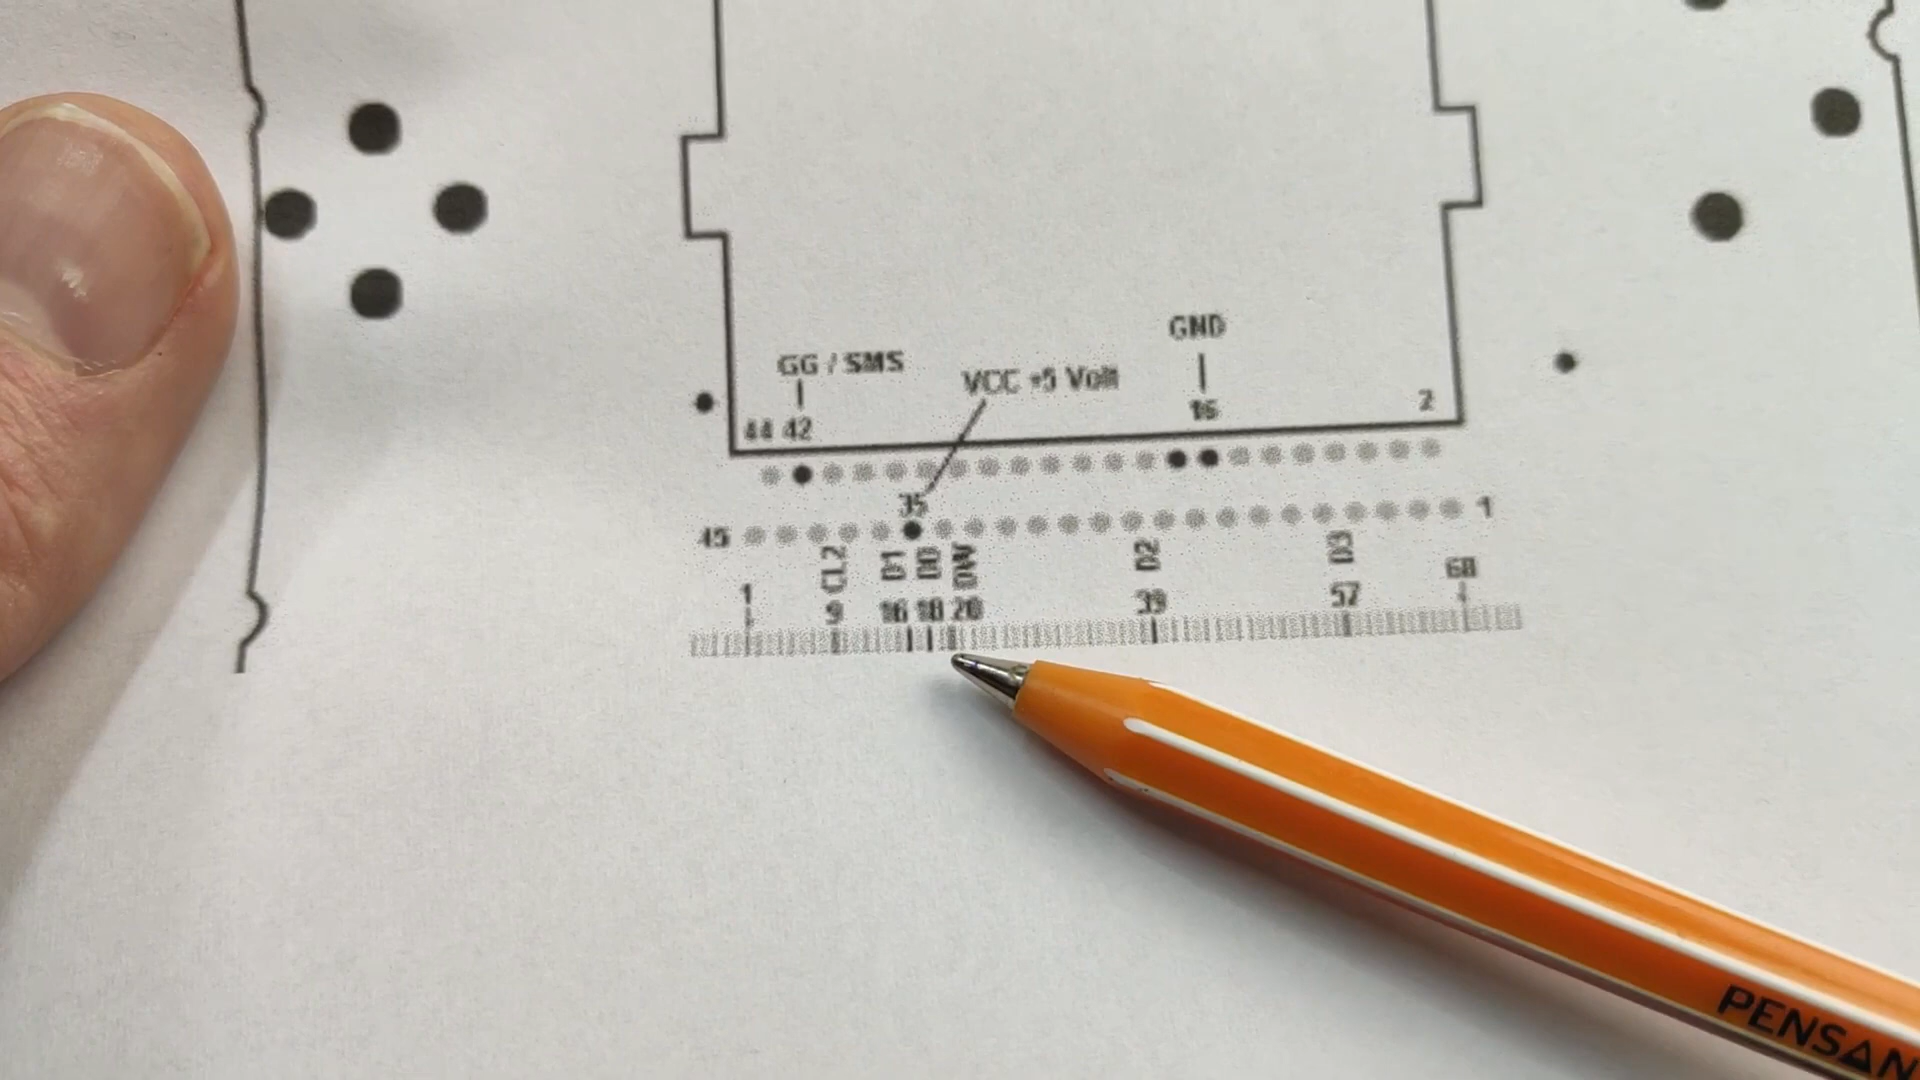 GND
GG / SMS
VCC +5 Volt
16
2
44 42
35
45
1
CL2 D1 D0 DW D2 D3
1 9 16 18 20 39 57 68
PENSAN